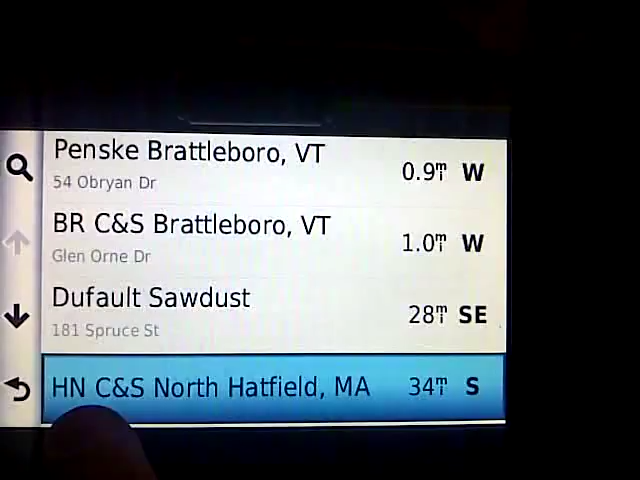 Penske Brattleboro, VT
54 Obryan Dr
0.9mi W
BR C&S Brattleboro, VT
Glen Orne Dr
1.0mi W
Dufault Sawdust
181 Spruce St
28mi SE
HN C&S North Hatfield, MA
34mi S